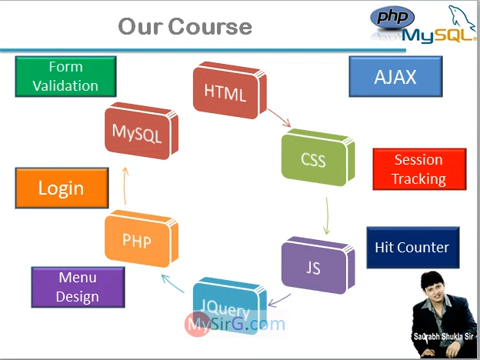 Our Course
php
MySQL
Form
Validation
HTML
AJAX
MySQL
CSS
Session
Tracking
Login
PHP
JS
Hit Counter
Menu
Design
JQuery
MySirG.com
Saurabh Shukla Sir